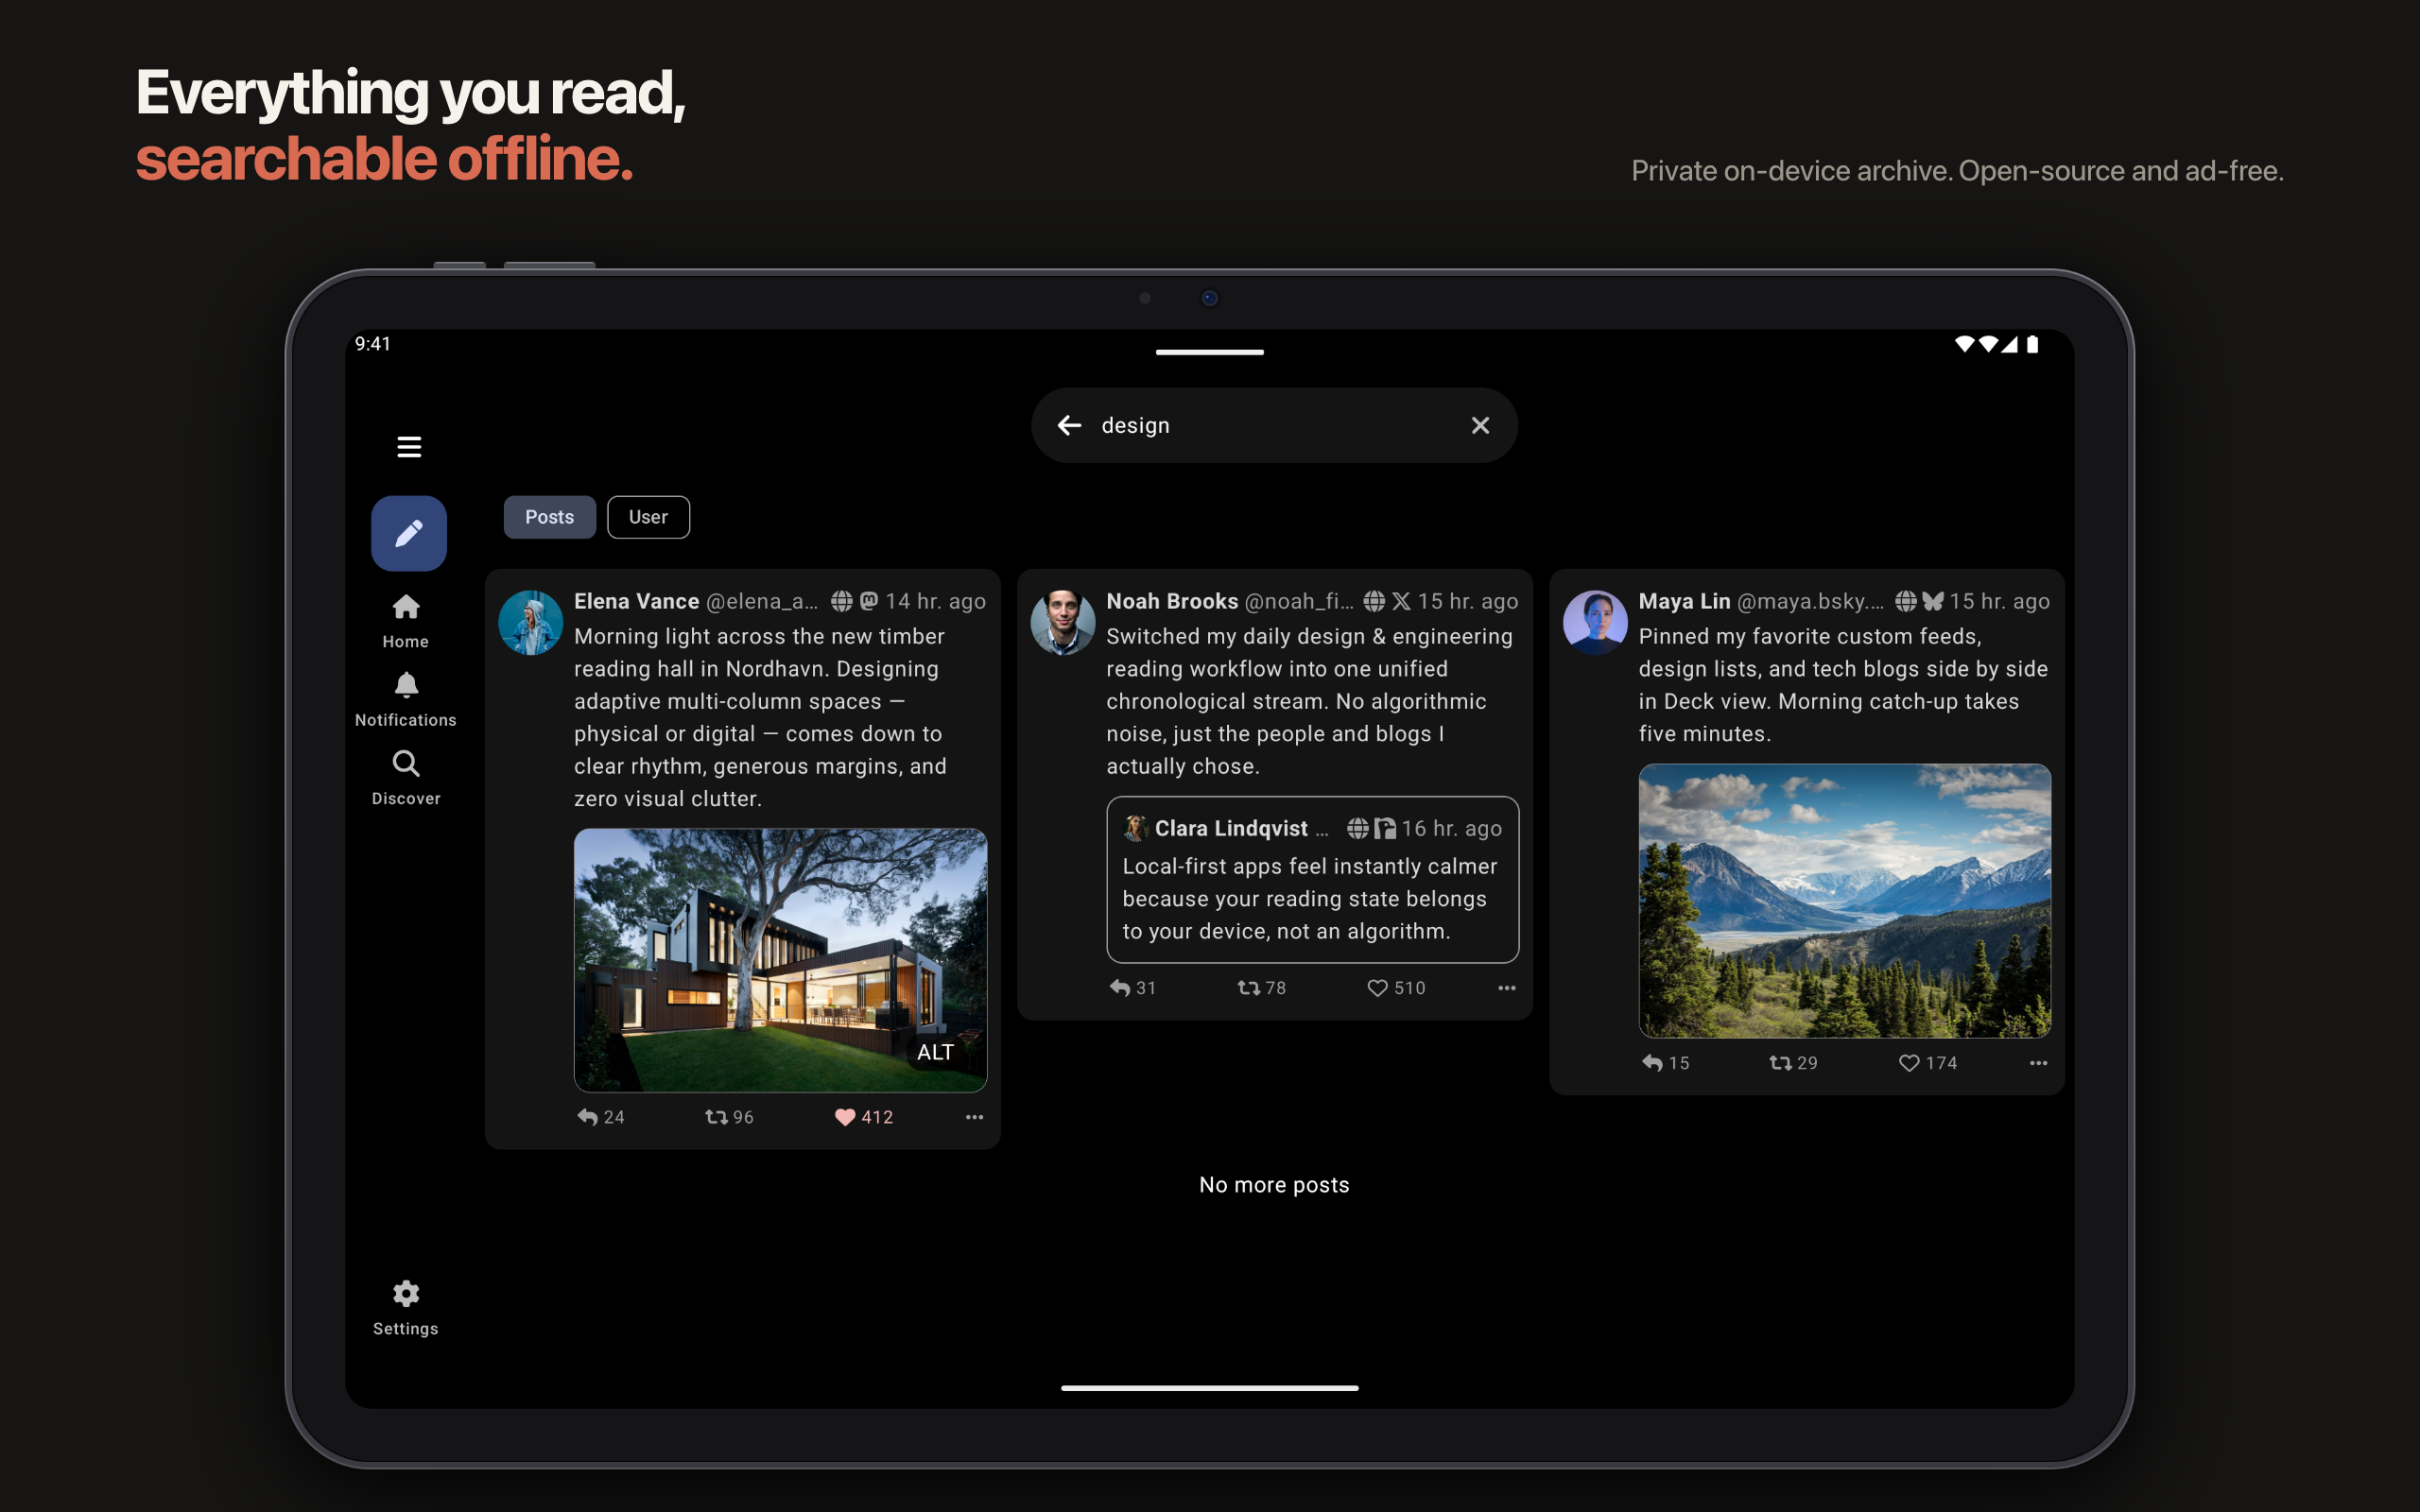 Everything you read,
searchable offline.
Private on-device archive. Open-source and ad-free.
9:41
design
Posts
User
Home
Notifications
Discover
Settings
Elena Vance @elena_a... 14 hr. ago
Morning light across the new timber
reading hall in Nordhavn. Designing
adaptive multi-column spaces —
physical or digital — comes down to
clear rhythm, generous margins, and
zero visual clutter.
ALT
24 96 412
Noah Brooks @noah_fi... 15 hr. ago
Switched my daily design & engineering
reading workflow into one unified
chronological stream. No algorithmic
noise, just the people and blogs I
actually chose.
Clara Lindqvist ... 16 hr. ago
Local-first apps feel instantly calmer
because your reading state belongs
to your device, not an algorithm.
31 78 510
Maya Lin @maya.bsky.... 15 hr. ago
Pinned my favorite custom feeds,
design lists, and tech blogs side by side
in Deck view. Morning catch-up takes
five minutes.
15 29 174
No more posts